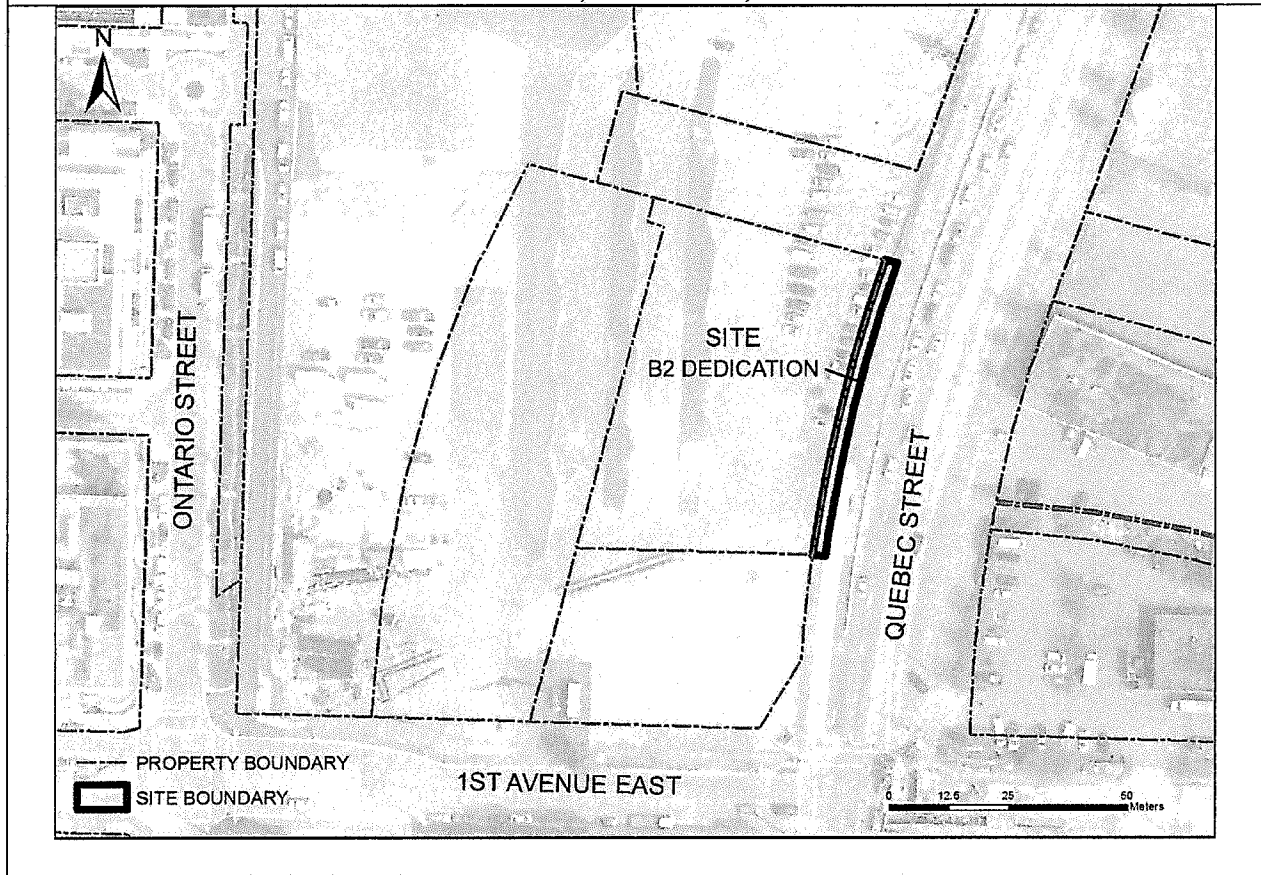 N
SITE
B2 DEDICATION
ONTARIO STREET
QUEBEC STREET
PROPERTY BOUNDARY
SITE BOUNDARY
1ST AVENUE EAST
0 12.5 25 50
Meters